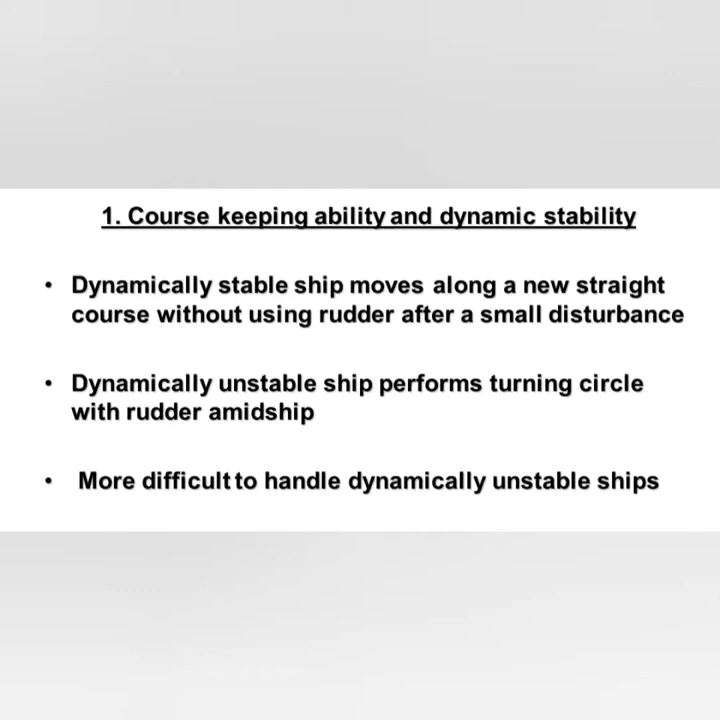 1. Course keeping ability and dynamic stability
• Dynamically stable ship moves along a new straight
course without using rudder after a small disturbance
• Dynamically unstable ship performs turning circle
with rudder amidship
• More difficult to handle dynamically unstable ships